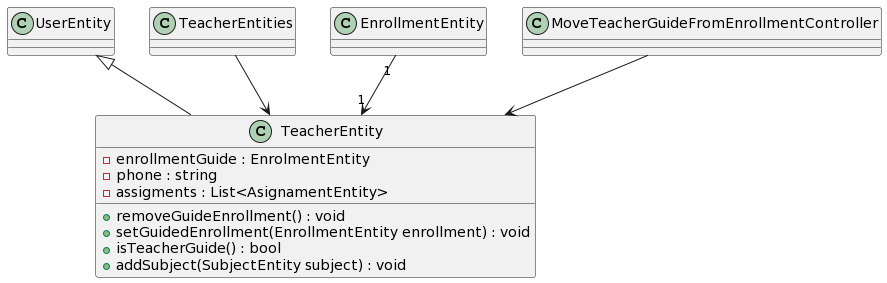 C UserEntity
C TeacherEntities
C EnrollmentEntity
C MoveTeacherGuideFromEnrollmentController
1
1
C TeacherEntity
enrollmentGuide : EnrolmentEntity
phone : string
assigments : List<AsignamentEntity>
removeGuideEnrollment() : void
setGuidedEnrollment(EnrollmentEntity enrollment) : void
isTeacherGuide() : bool
addSubject(SubjectEntity subject) : void